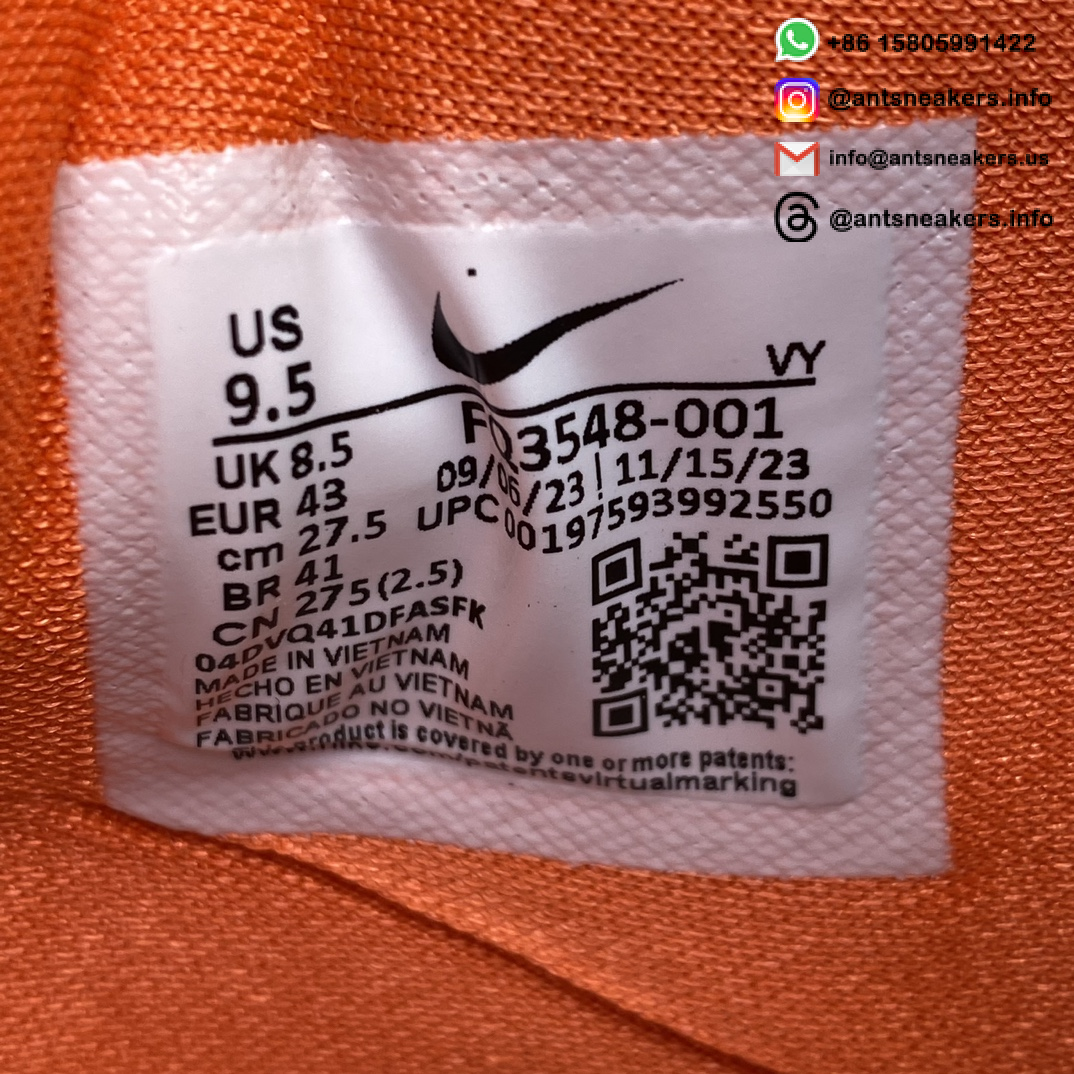 +86 15805991422
@antsneakers.info
info@antsneakers.us
@antsneakers.info
US
9.5
VY
UK 8.5
EUR 43
cm 27.5
BR 41
CN 275(2.5)
FQ3548-001
09/06/23 | 11/15/23
UPC 00197593992550
04DVQ41DFASFK
MADE IN VIETNAM
HECHO EN VIETNAM
FABRIQUE AU VIETNAM
FABRICADO NO VIETNÃ
product is covered by one or more patents:
/patentsvirtualmarking